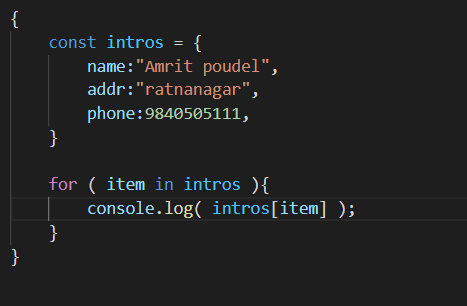 {
    const intros = {
        name:"Amrit poudel",
        addr:"ratnanagar",
        phone:9840505111,
    }

    for ( item in intros ){
        console.log( intros[item] );
    }
}